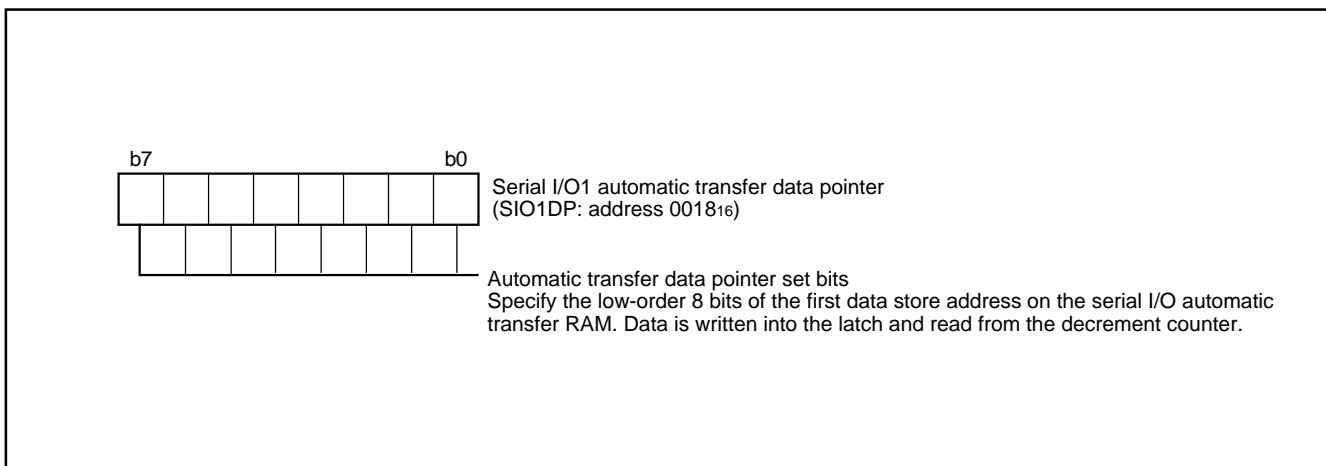 b7 b0
Serial I/O1 automatic transfer data pointer
(SIO1DP: address 0018₁₆)
Automatic transfer data pointer set bits
Specify the low-order 8 bits of the first data store address on the serial I/O automatic
transfer RAM. Data is written into the latch and read from the decrement counter.